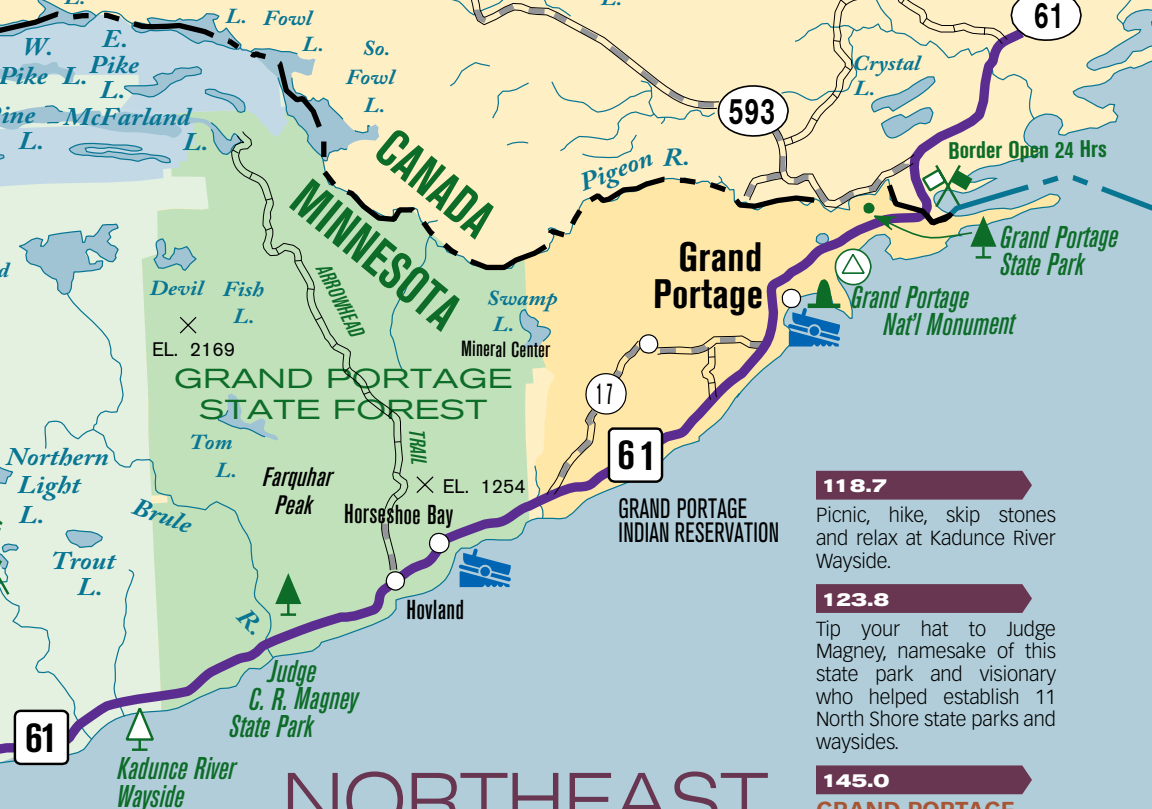 L.
Fowl
L.
L.
W.
Pike
L.
E.
Pike
L.
So.
Fowl
L.
McFarland
L.
L.
61
Crystal
L.
593
CANADA
MINNESOTA
Pigeon R.
Border Open 24 Hrs
Grand Portage
State Park
Grand
Portage
Grand Portage
Nat'l Monument
Devil
Fish
L.
ARROWHEAD
TRAIL
Swamp
L.
Mineral Center
EL. 2169
GRAND PORTAGE
STATE FOREST
17
Tom
L.
Northern
Light
L.
Farquhar
Peak
EL. 1254
61
Horseshoe Bay
GRAND PORTAGE
INDIAN RESERVATION
Brule
R.
Trout
L.
Hovland
Judge
C. R. Magney
State Park
61
Kadunce River
Wayside
NORTHEAST
118.7
Picnic, hike, skip stones
and relax at Kadunce River
Wayside.
123.8
Tip your hat to Judge
Magney, namesake of this
state park and visionary
who helped establish 11
North Shore state parks and
waysides.
145.0
GRAND PORTAGE